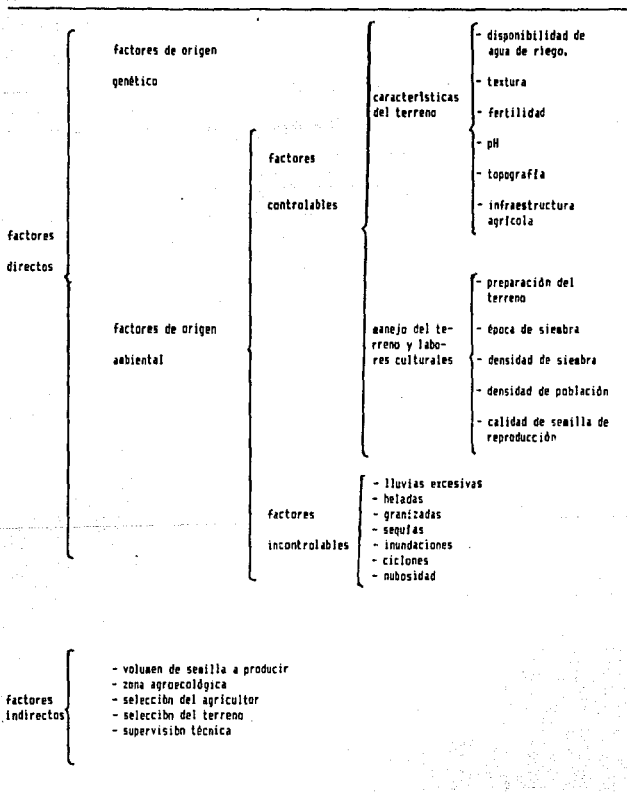 factores
directos
factores de origen
genético
factores de origen
ambiental
factores
controlables
características
del terreno
- disponibilidad de
agua de riego.
- textura
- fertilidad
- pH
- topografía
- infraestructura
agrícola
manejo del te-
rreno y labo-
res culturales
- preparación del
terreno
- época de siembra
- densidad de siembra
- densidad de población
- calidad de semilla de
reproducción
factores
incontrolables
- lluvias excesivas
- heladas
- granizadas
- sequías
- inundaciones
- ciclones
- nubosidad
factores
indirectos
- volumen de semilla a producir
- zona agroecológica
- selección del agricultor
- selección del terreno
- supervisión técnica